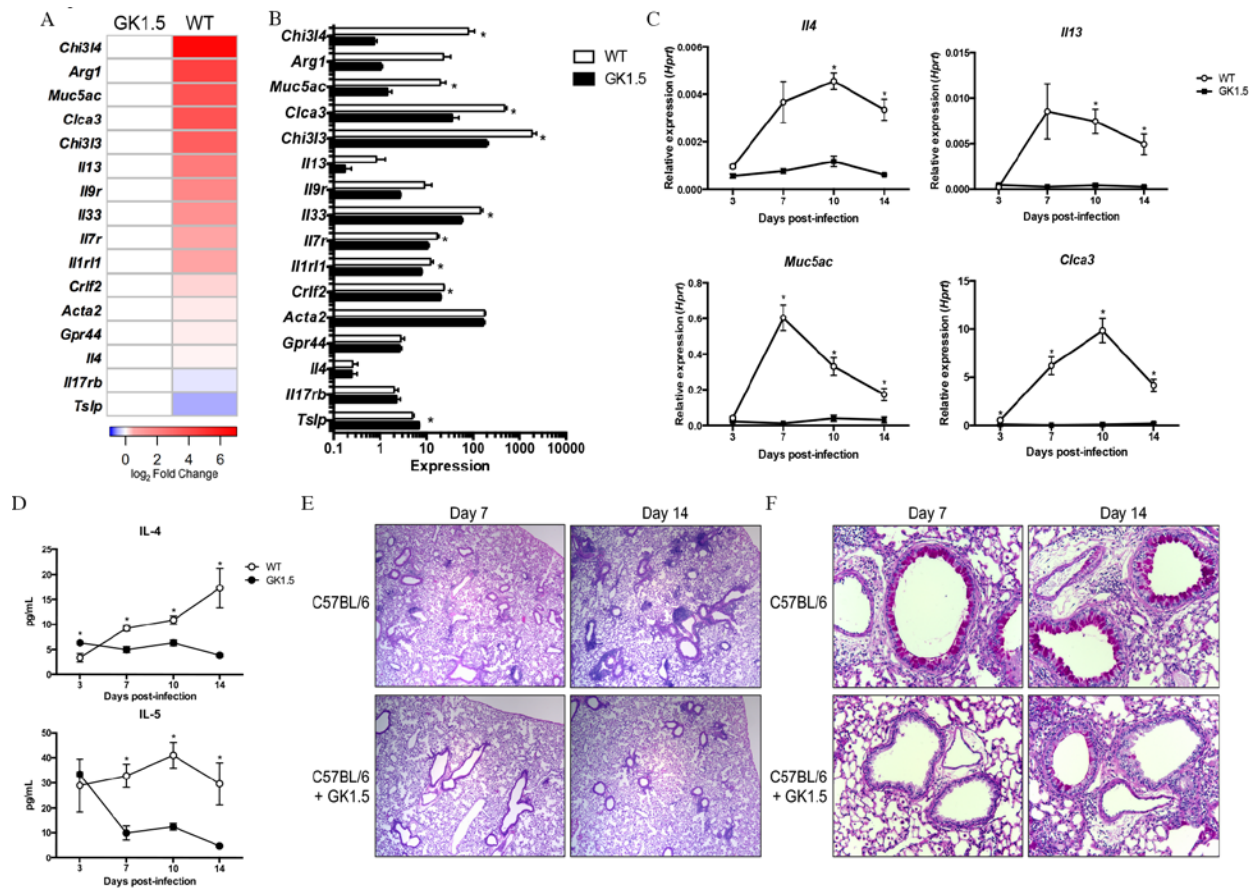 A
GK1.5 WT
Chi3l4
Arg1
Muc5ac
Clca3
Chi3l3
Il13
Il9r
Il33
Il7r
Il1rl1
Crlf2
Acta2
Gpr44
Il4
Il17rb
Tslp
0 2 4 6
log2 Fold Change
B
Chi3l4 *
Arg1
Muc5ac *
Clca3 *
Chi3l3 *
Il13
Il9r
Il33 *
Il7r *
Il1rl1 *
Crlf2 *
Acta2
Gpr44
Il4
Il17rb
Tslp *
0.1 1 10 100 1000 10000
Expression
WT
GK1.5
C
Il4
Relative expression (Hprt)
0.006
0.004
0.002
0.000
* *
3 7 10 14
Days post-infection
Il13
Relative expression (Hprt)
0.015
0.010
0.005
0.000
* *
3 7 10 14
Days post-infection
WT
GK1.5
Muc5ac
Relative expression (Hprt)
0.8
0.6
0.4
0.2
0.0
* * *
3 7 10 14
Days post-infection
Clca3
Relative expression (Hprt)
15
10
5
0
* * * *
3 7 10 14
Days post-infection
D
IL-4
pg/mL
25
20
15
10
5
0
* * * *
3 7 10 14
Days post-infection
WT
GK1.5
IL-5
pg/mL
50
40
30
20
10
0
* * *
3 7 10 14
Days post-infection
E
Day 7 Day 14
C57BL/6
C57BL/6
+ GK1.5
F
Day 7 Day 14
C57BL/6
C57BL/6
+ GK1.5